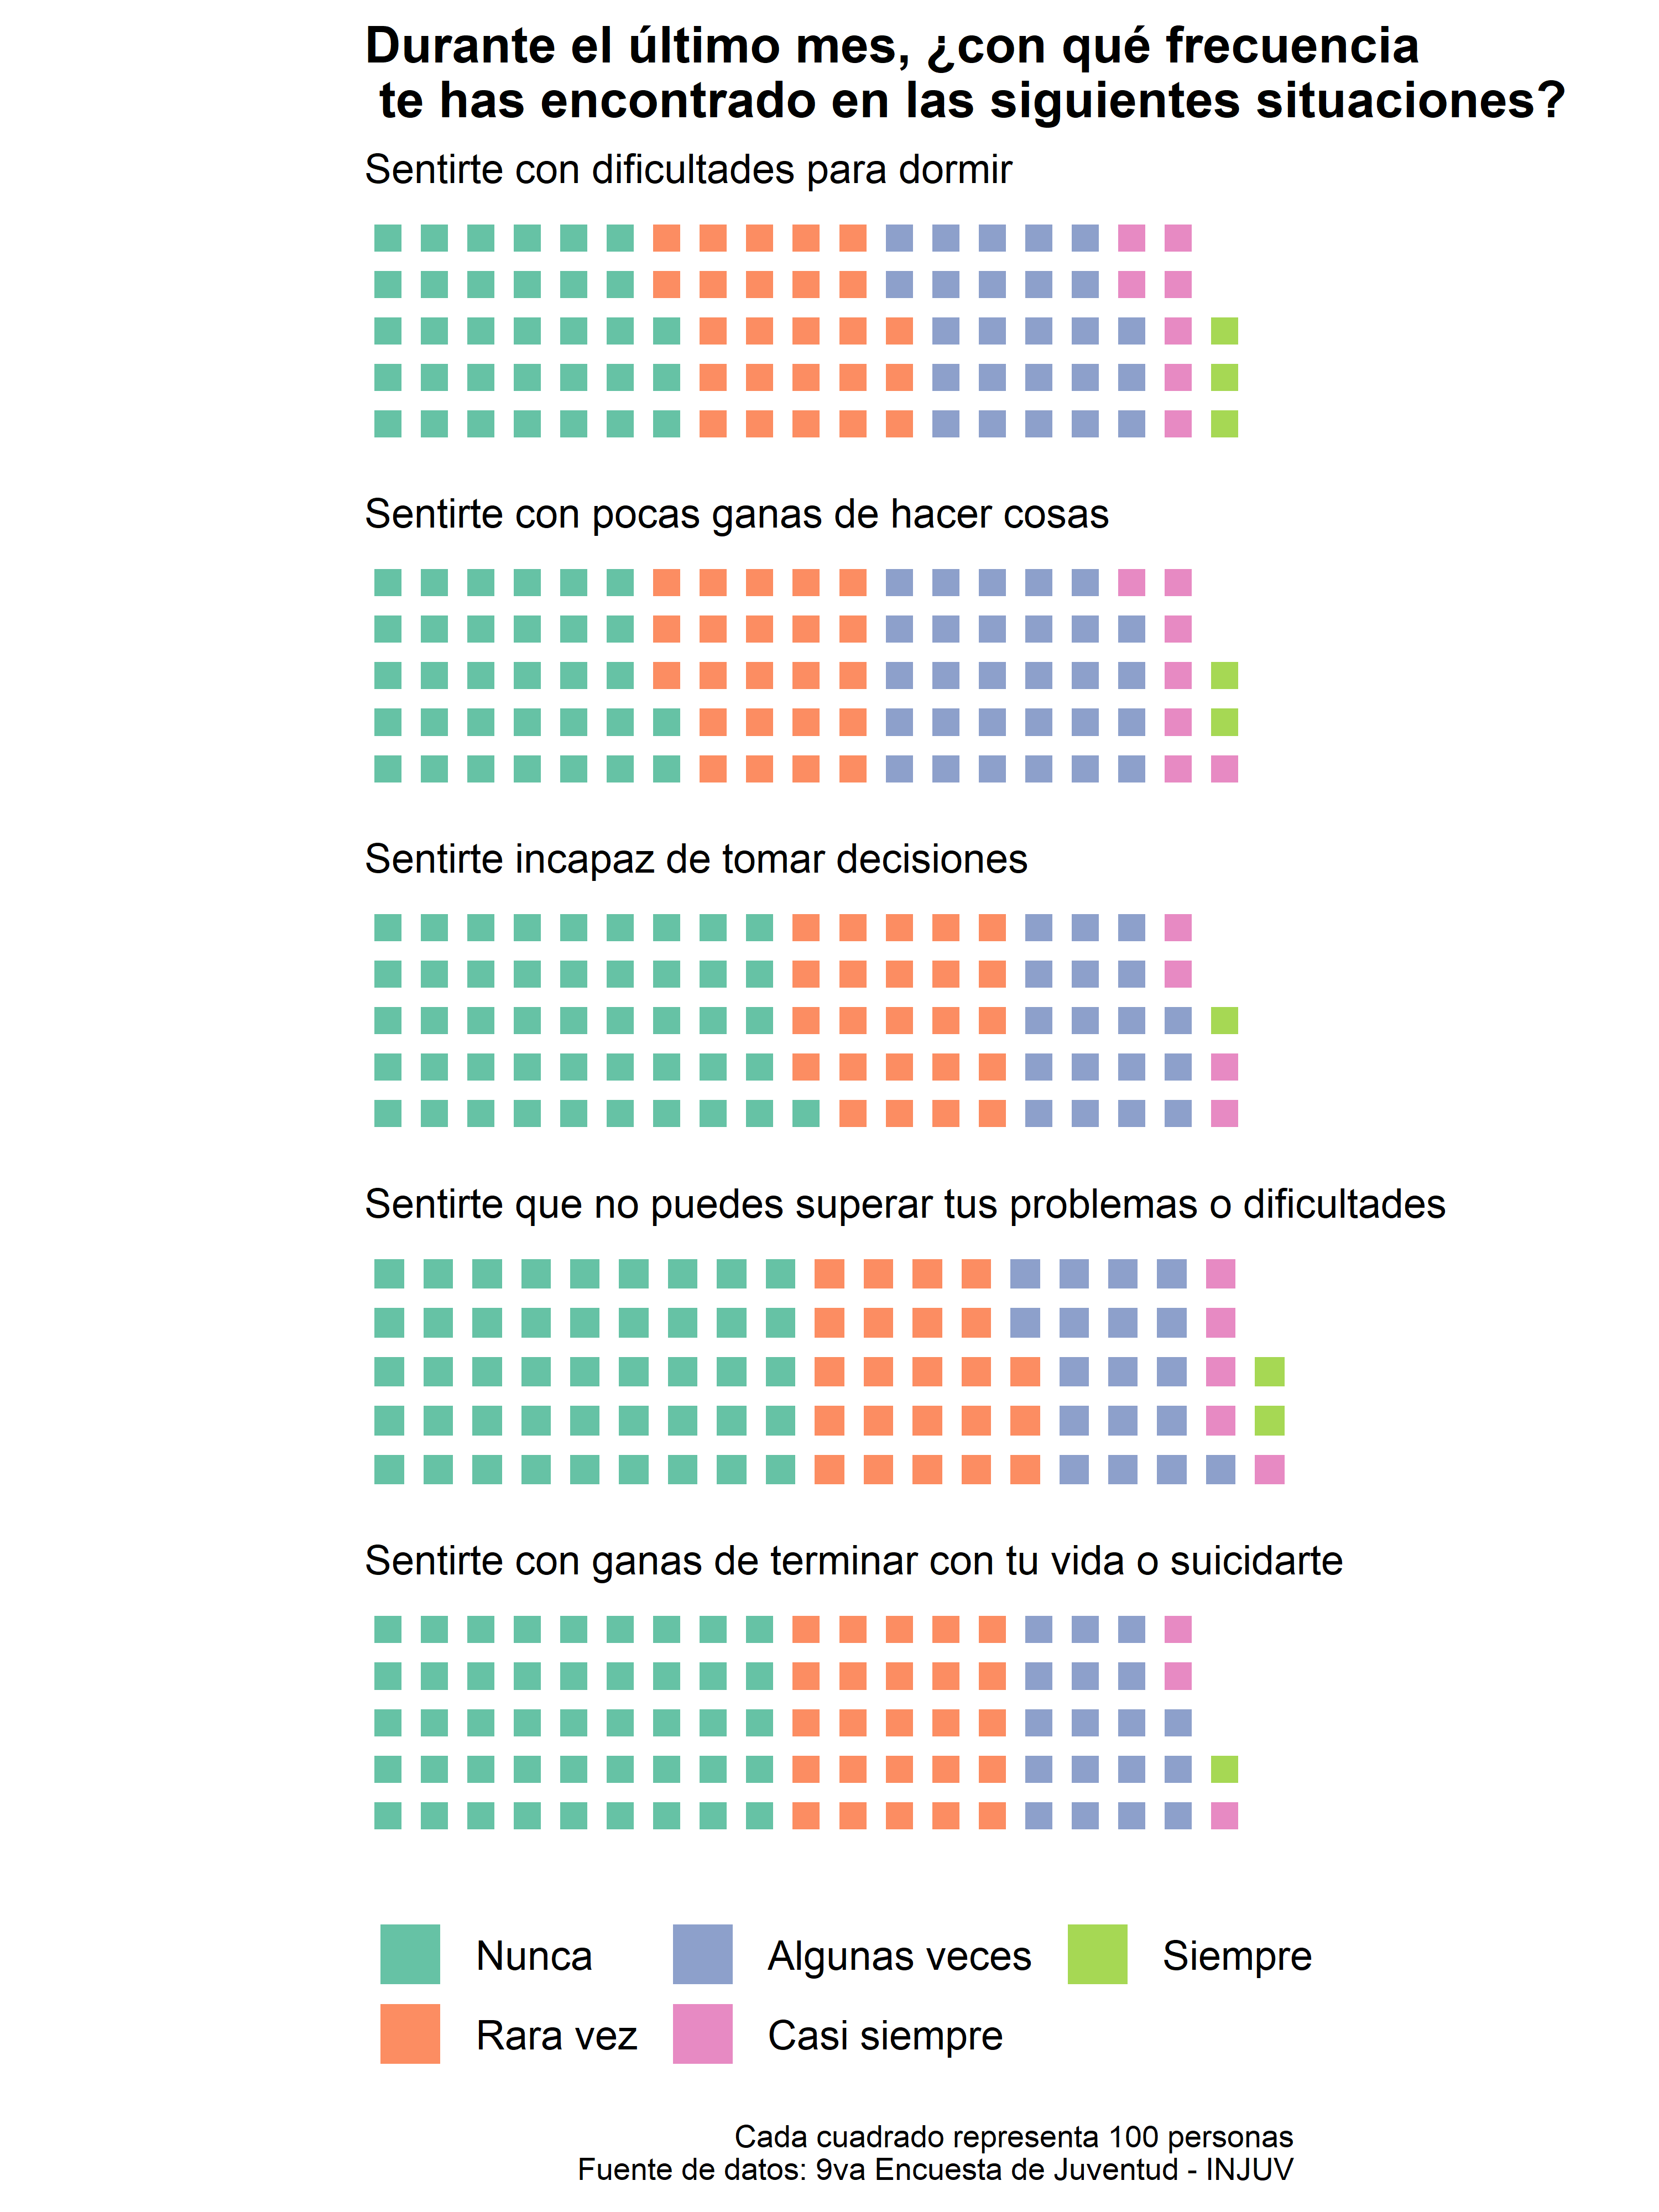 Durante el último mes, ¿con qué frecuencia
te has encontrado en las siguientes situaciones?
Sentirte con dificultades para dormir
Sentirte con pocas ganas de hacer cosas
Sentirte incapaz de tomar decisiones
Sentirte que no puedes superar tus problemas o dificultades
Sentirte con ganas de terminar con tu vida o suicidarte
Nunca
Algunas veces
Siempre
Rara vez
Casi siempre
Cada cuadrado representa 100 personas
Fuente de datos: 9va Encuesta de Juventud - INJUV